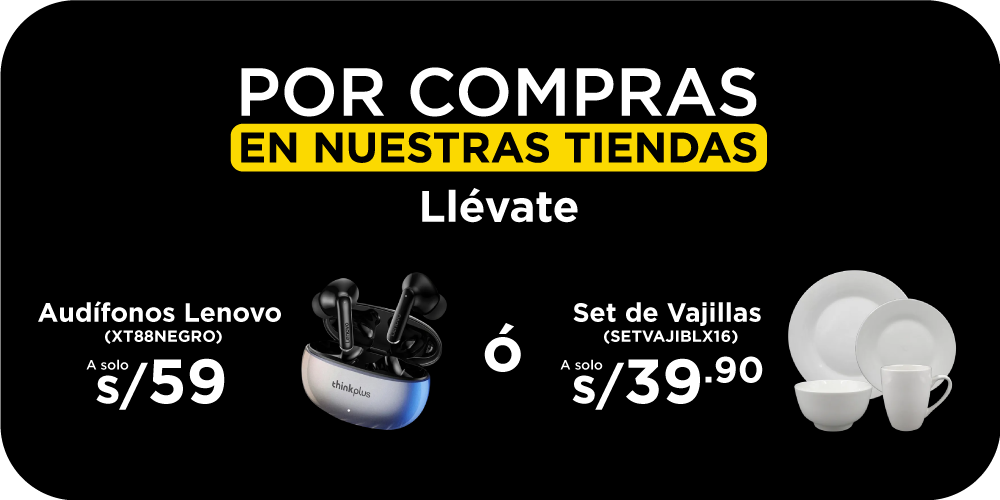 POR COMPRAS
EN NUESTRAS TIENDAS
Llévate
Audífonos Lenovo
(XT88NEGRO)
A solo
S/59
Lenovo
thinkplus
ó
Set de Vajillas
(SETVAJIBLX16)
A solo
S/39.90